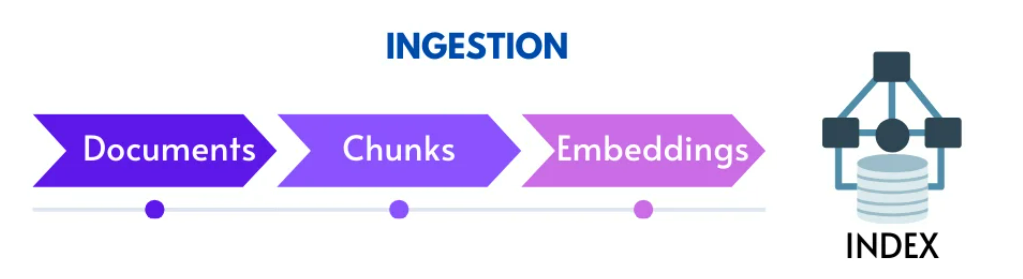 INGESTION
Documents
Chunks
Embeddings
INDEX